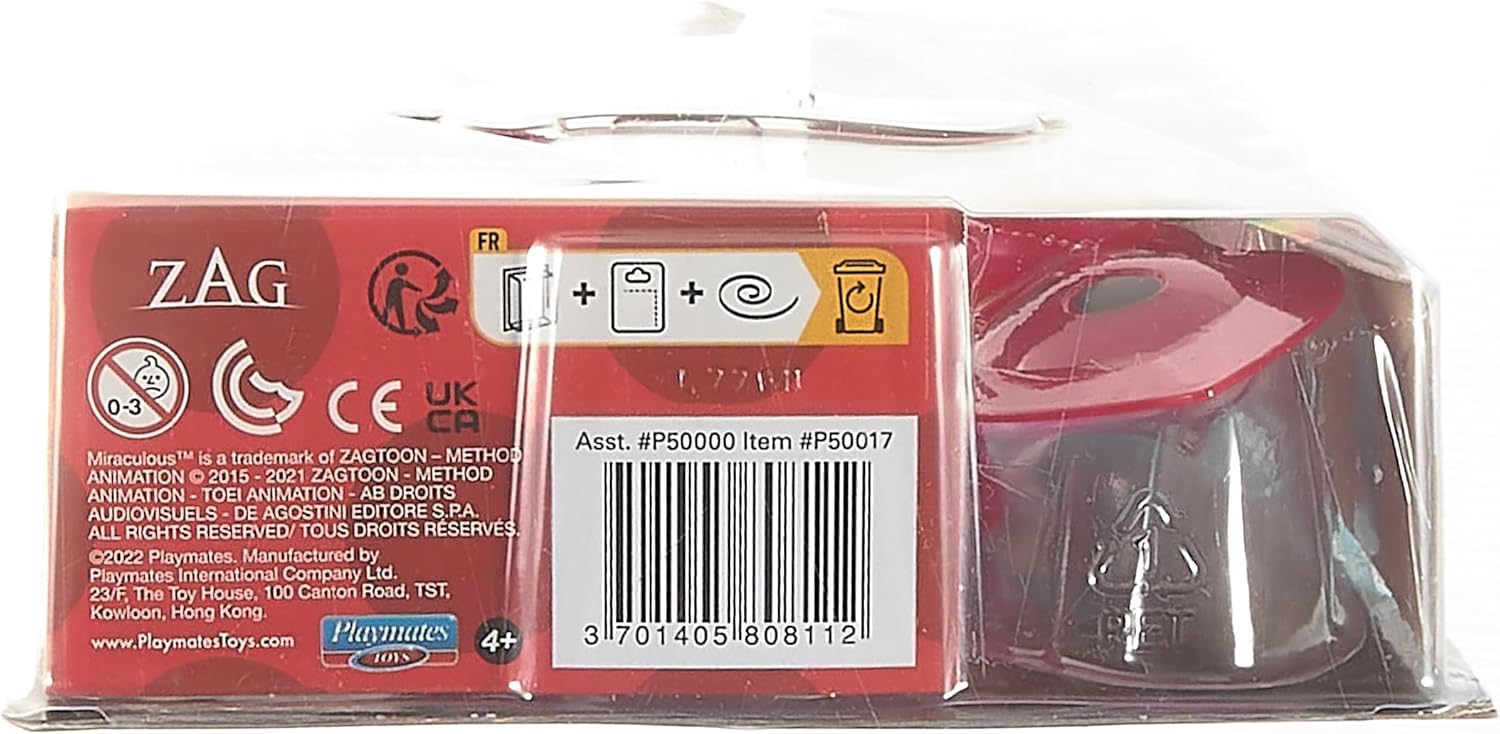 ZAG
FR
0-3
CE
UK
CA
Miraculous™ is a trademark of ZAGTOON – METHOD
ANIMATION © 2015 - 2021 ZAGTOON - METHOD
ANIMATION - TOEI ANIMATION - AB DROITS
AUDIOVISUELS - DE AGOSTINI EDITORE S.P.A.
ALL RIGHTS RESERVED/ TOUS DROITS RÉSERVÉS.
©2022 Playmates. Manufactured by
Playmates International Company Ltd.
23/F, The Toy House, 100 Canton Road, TST,
Kowloon, Hong Kong.
www.PlaymatesToys.com
Playmates
TOYS
4+
Asst. #P50000 Item #P50017
3 701405 808112
1
PET